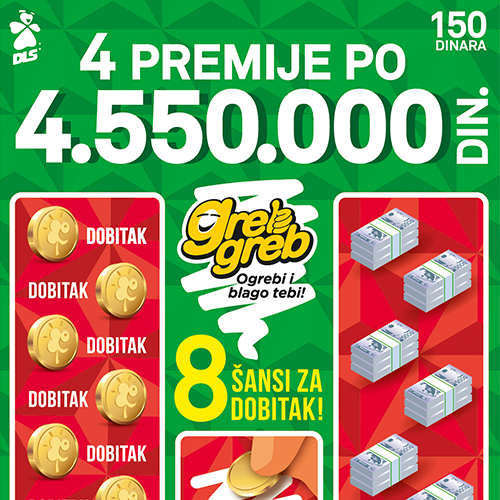 DLS
150
DINARA
4 PREMIJE PO
4.550.000 DIN.
greb
greb
Ogrebi i
blago tebi!
8 ŠANSI ZA
DOBITAK!
DOBITAK
DOBITAK
DOBITAK
DOBITAK
DOBITAK
DOBITAK